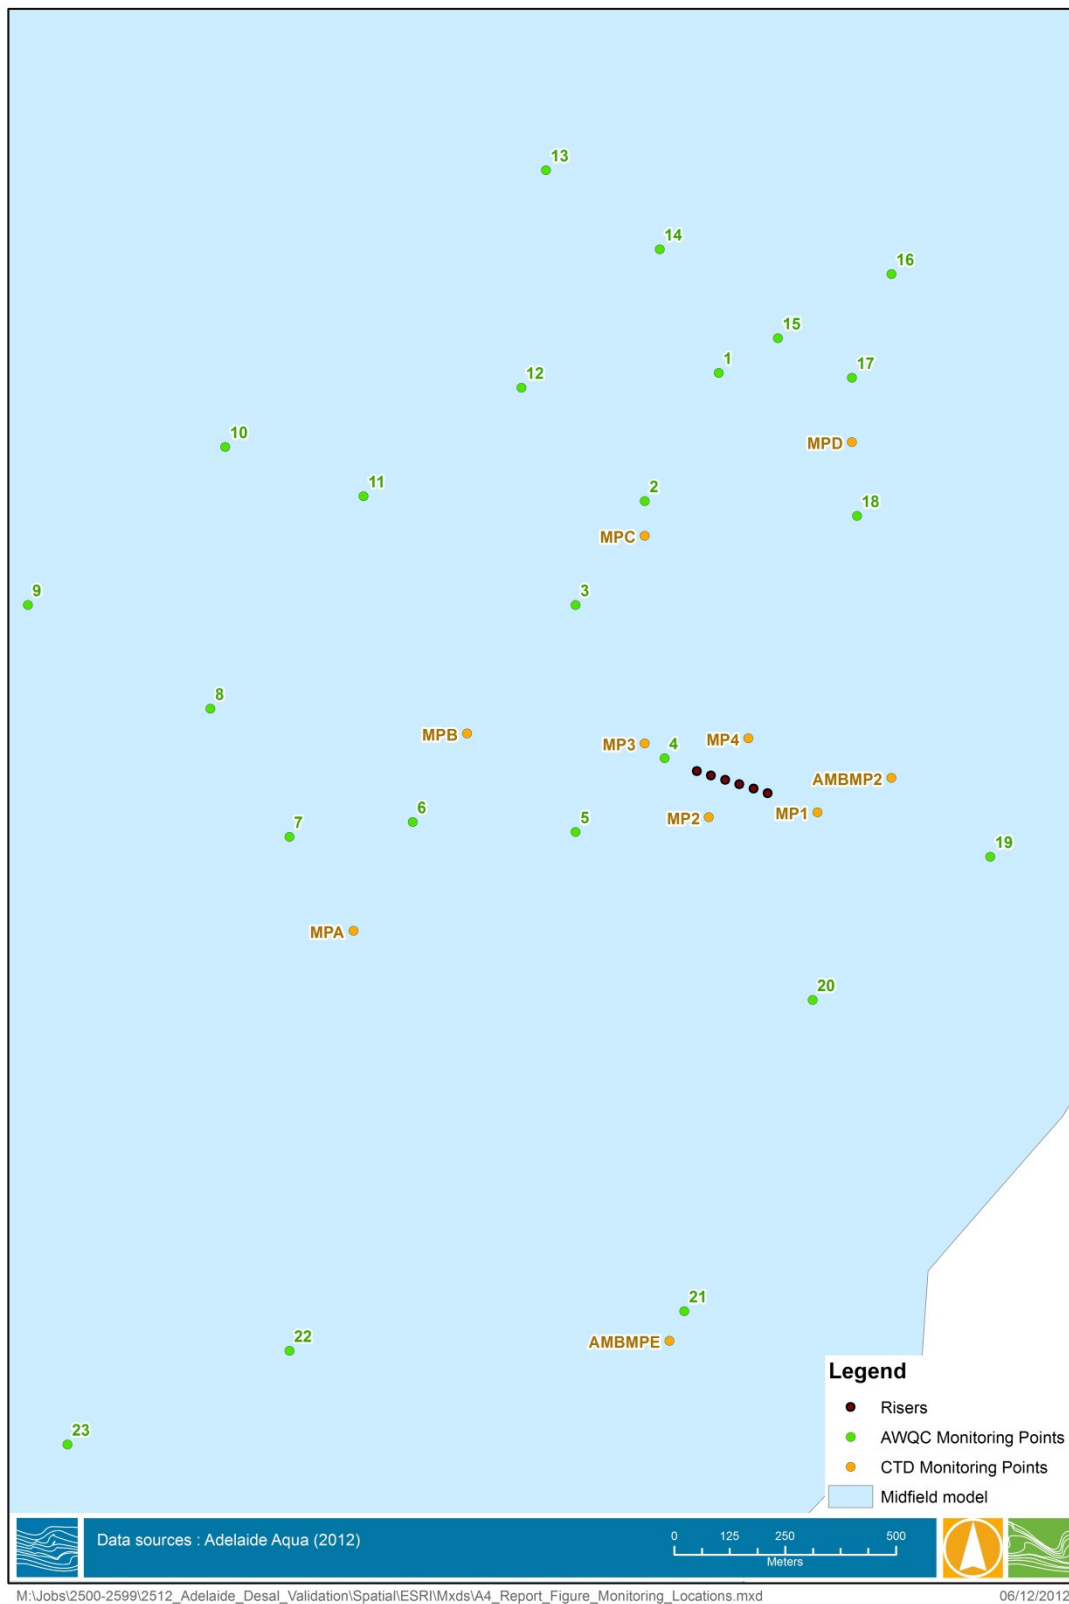 13
14
16
15
1
17
12
MPD
10
11
2
18
MPC
9
3
8
MPB
MP3
4
MP4
AMBMP2
MP1
MP2
6
5
7
19
MPA
20
21
AMBMPE
22
23
Legend
Risers
AWQC Monitoring Points
CTD Monitoring Points
Midfield model
Data sources : Adelaide Aqua (2012)
0 125 250 500
Meters
M:\Jobs\2500-2599\2512_Adelaide_Desal_Validation\Spatial\ESRI\Mxds\A4_Report_Figure_Monitoring_Locations.mxd
06/12/2012